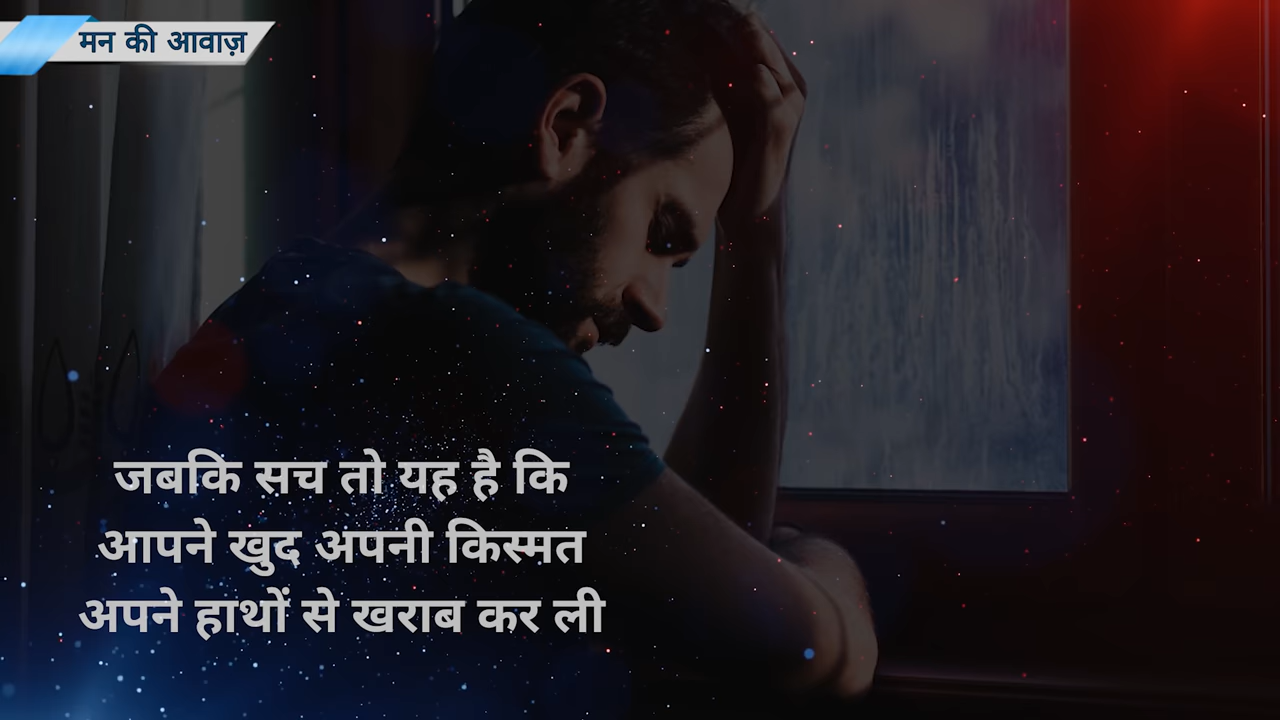 मन की आवाज़
जबकि सच तो यह है कि
आपने खुद अपनी किस्मत
अपने हाथों से खराब कर ली